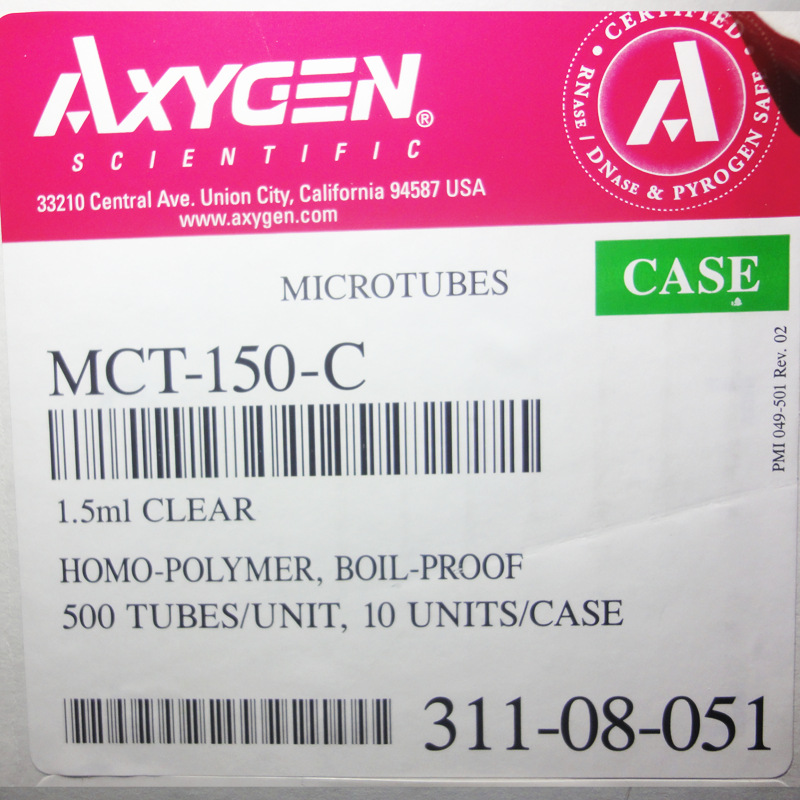 AXYGEN®
SCIENTIFIC
33210 Central Ave. Union City, California 94587 USA
www.axygen.com
CERTIFIED
RNASE / DNASE & PYROGEN SAFE
MICROTUBES
CASE
MCT-150-C
PMI 049-501 Rev. 02
1.5ml CLEAR
HOMO-POLYMER, BOIL-PROOF
500 TUBES/UNIT, 10 UNITS/CASE
311-08-051